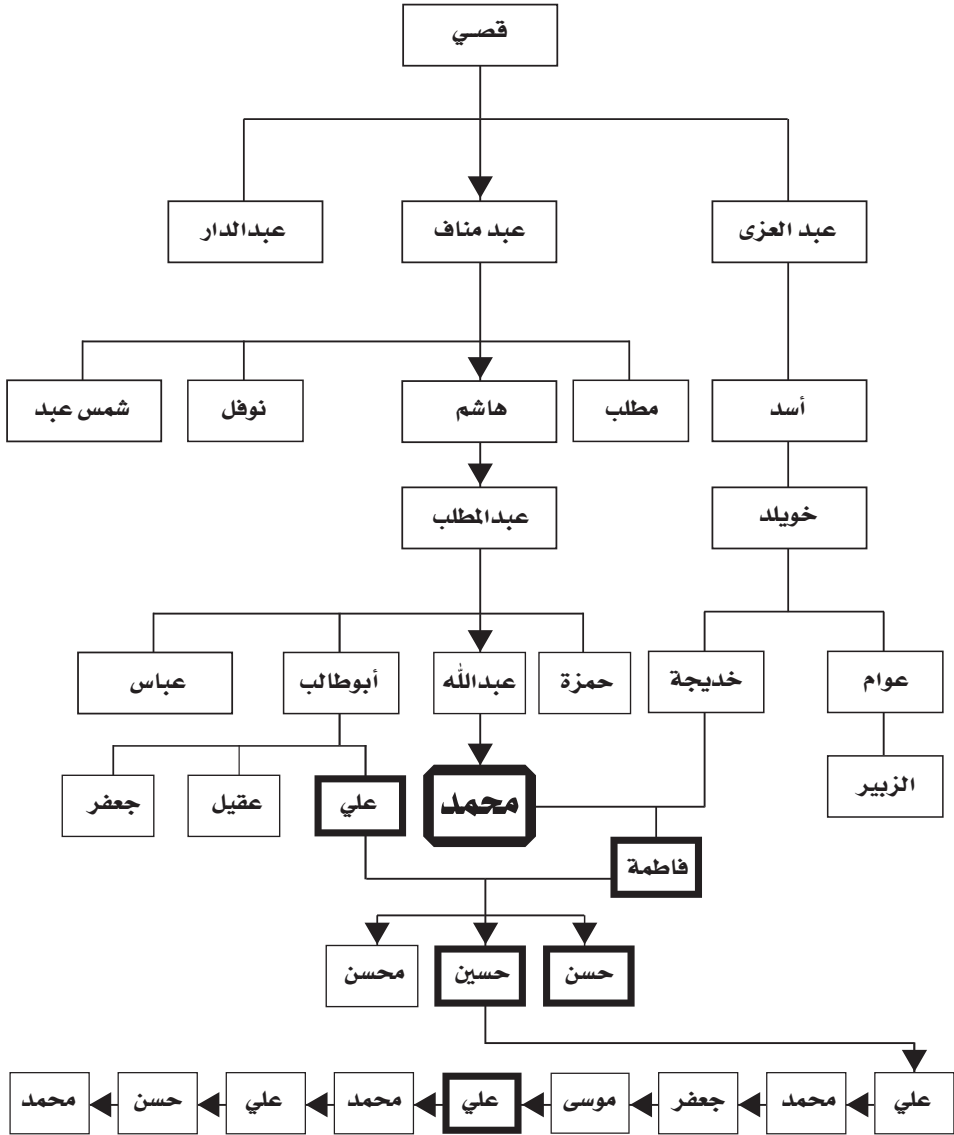 قصـي
عبد العزى
عبد مناف
عبدالدار
أسد
مطلب
هاشم
نوفل
شمس عبد
خويلد
عبدالمطلب
عوام
خديجة
حمزة
عبدالله
أبوطالب
عباس
الزبير
محمد
علي
عقيل
جعفر
فاطمة
حسن
حسين
محسن
علي
محمد
جعفر
موسى
علي
محمد
علي
حسن
محمد